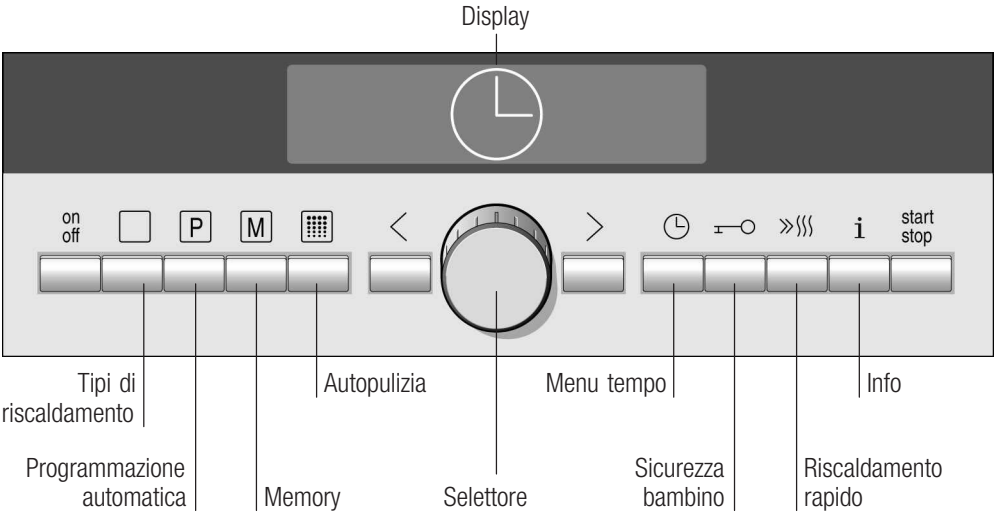 Display
on
off
P
M
<
>
i
start
stop
Tipi di
riscaldamento
Autopulizia
Menu tempo
Info
Programmazione
automatica
Memory
Selettore
Sicurezza
bambino
Riscaldamento
rapido